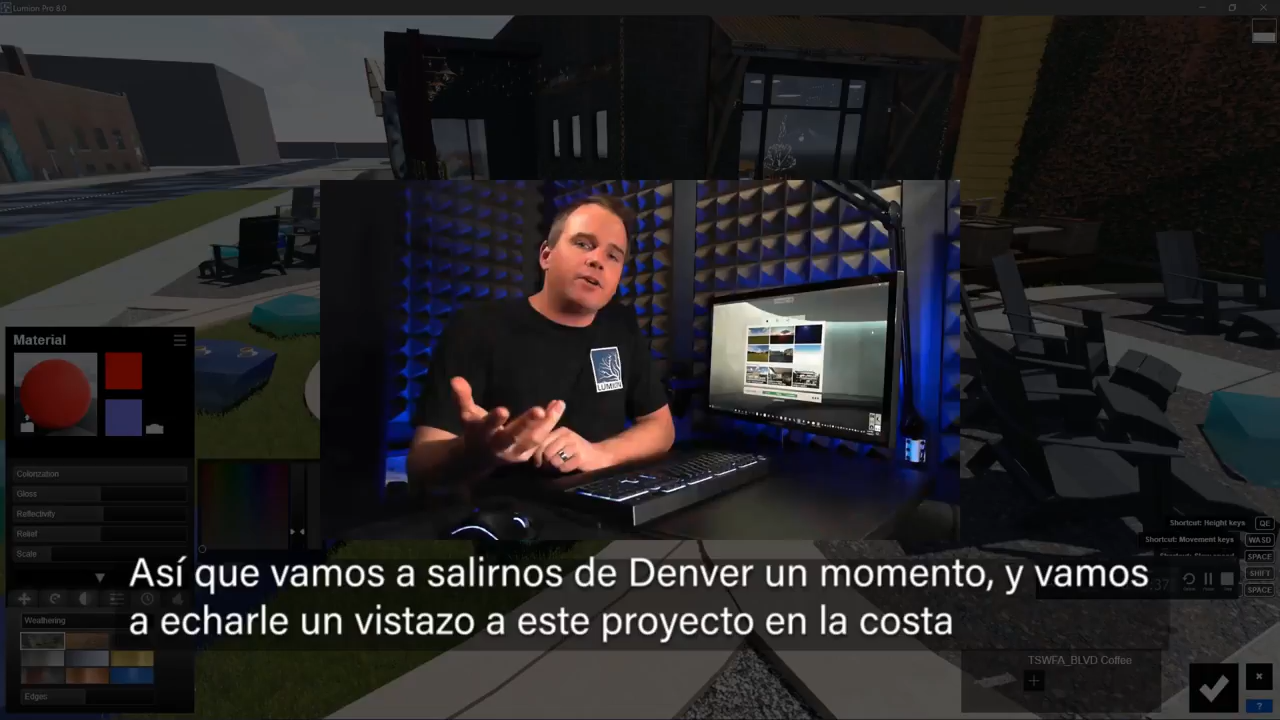 Lumion Pro 8.0
LUMION
Material
Colorization
Gloss
Reflectivity
Relief
Scale
Weathering
Edges
Shortcut: Height keys QE
Shortcut: Movement keys WASD
SPACE
SHIFT
SPACE
Así que vamos a salirnos de Denver un momento, y vamos
a echarle un vistazo a este proyecto en la costa
TSWFA_BLVD Coffee
?